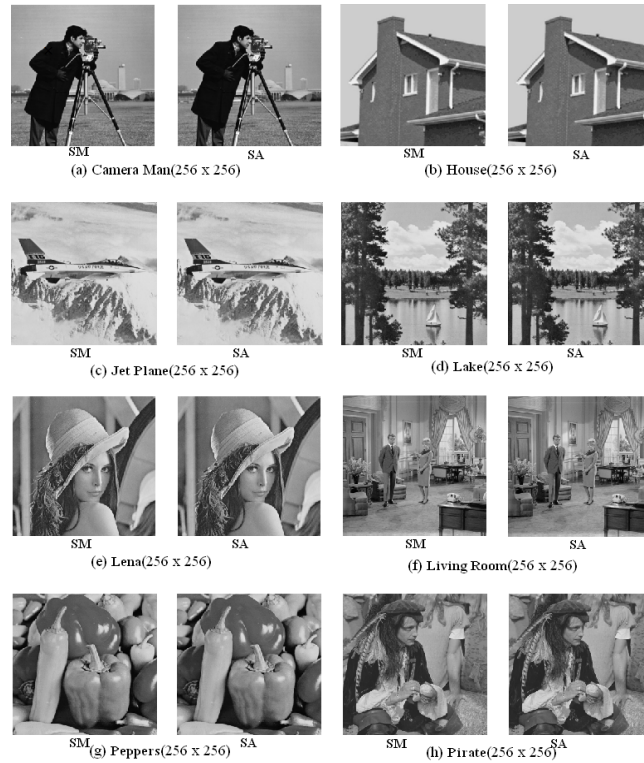 SM SA SM SA
(a) Camera Man(256 x 256) (b) House(256 x 256)
SM SA SM SA
(c) Jet Plane(256 x 256) (d) Lake(256 x 256)
SM SA SM SA
(e) Lena(256 x 256) (f) Living Room(256 x 256)
SM SA SM SA
(g) Peppers(256 x 256) (h) Pirate(256 x 256)